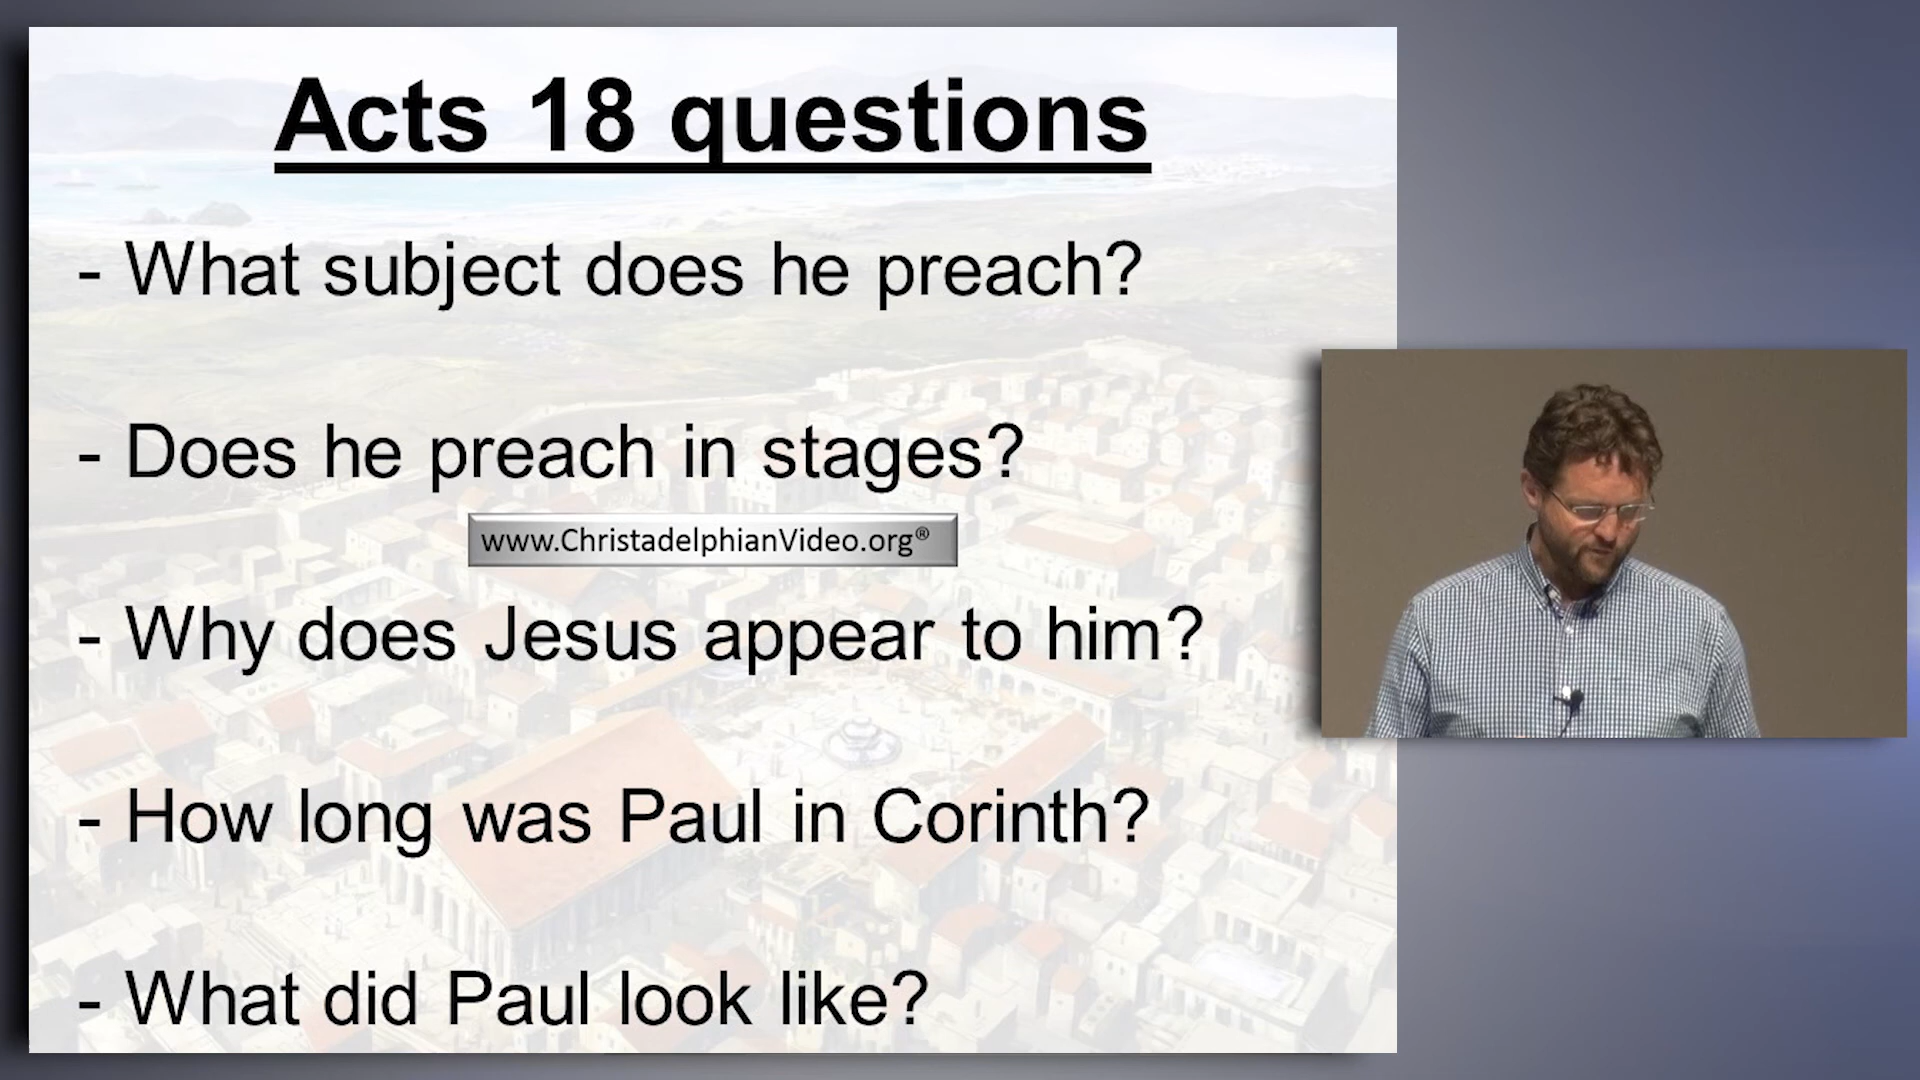 Acts 18 questions
- What subject does he preach?
- Does he preach in stages?
www.ChristadelphianVideo.org®
- Why does Jesus appear to him?
- How long was Paul in Corinth?
- What did Paul look like?